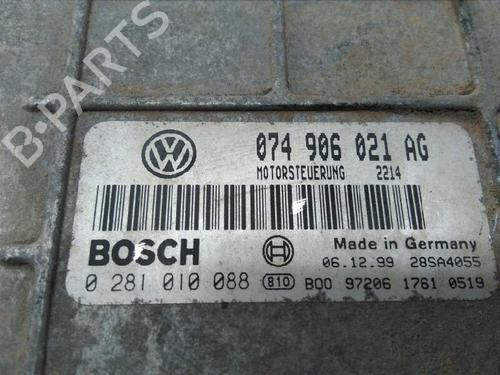 B-PARTS
VW
074 906 021 AG
MOTORSTEUERUNG 2214
BOSCH
Made in Germany
06.12.99 28SA4055
0 281 010 088 810 B00 97206 1761 0519